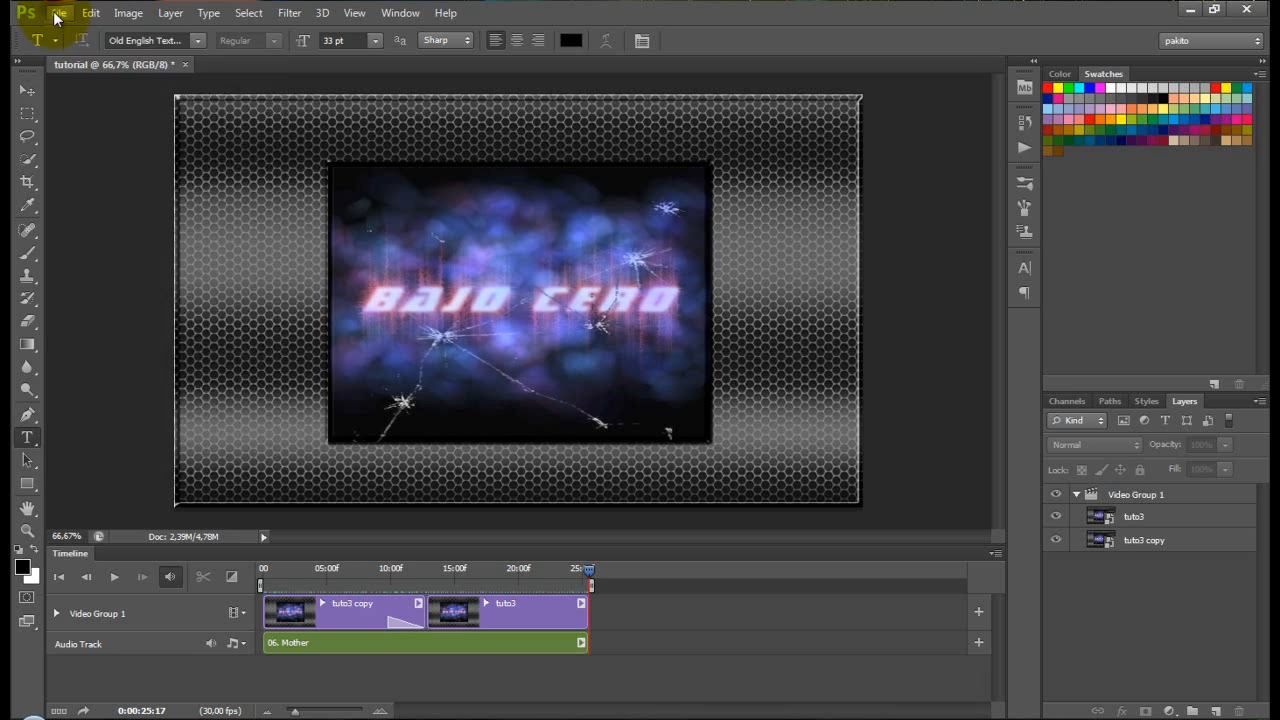 Ps File Edit Image Layer Type Select Filter 3D View Window Help
T T Old English Text... Regular T 33 pt aa Sharp pakito
tutorial @ 66,7% (RGB/8) * ×
Color Swatches
Mb
BAJO CERO
A
Channels Paths Styles Layers
Kind
Normal Opacity: 100%
Lock: Fill: 100%
Video Group 1
tuto3
tuto3 copy
66,67% Doc: 2,39M/4,78M
Timeline
00 05:00f 10:00f 15:00f 20:00f
Video Group 1 tuto3 copy tuto3
06. Mother
Audio Track
0:00:25:17 (30,00 fps)
fx